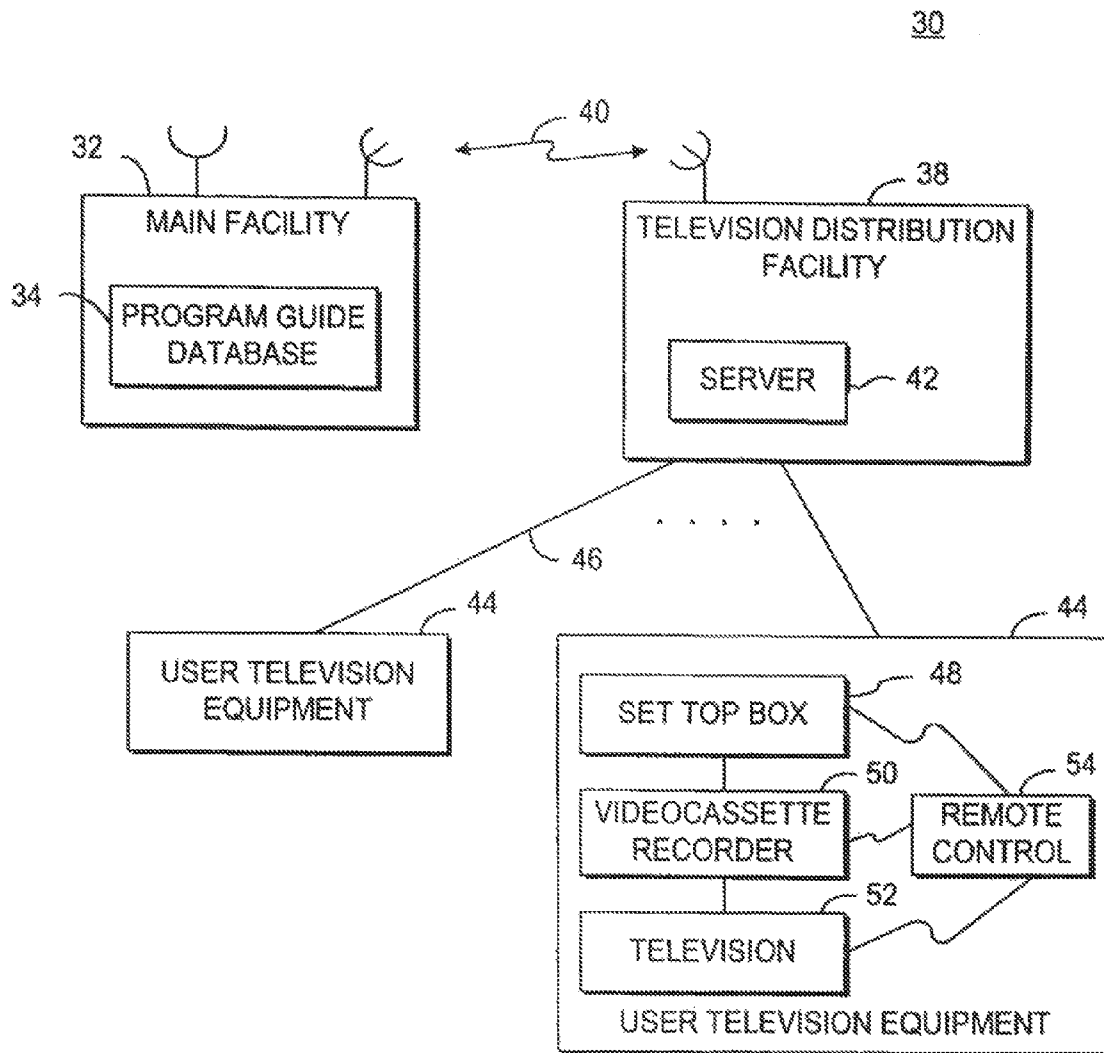 30
40
32
38
MAIN FACILITY
TELEVISION DISTRIBUTION
FACILITY
34
PROGRAM GUIDE
DATABASE
SERVER
42
. . . .
46
44
44
USER TELEVISION
EQUIPMENT
48
SET TOP BOX
50
54
VIDEOCASSETTE
RECORDER
REMOTE
CONTROL
52
TELEVISION
USER TELEVISION EQUIPMENT